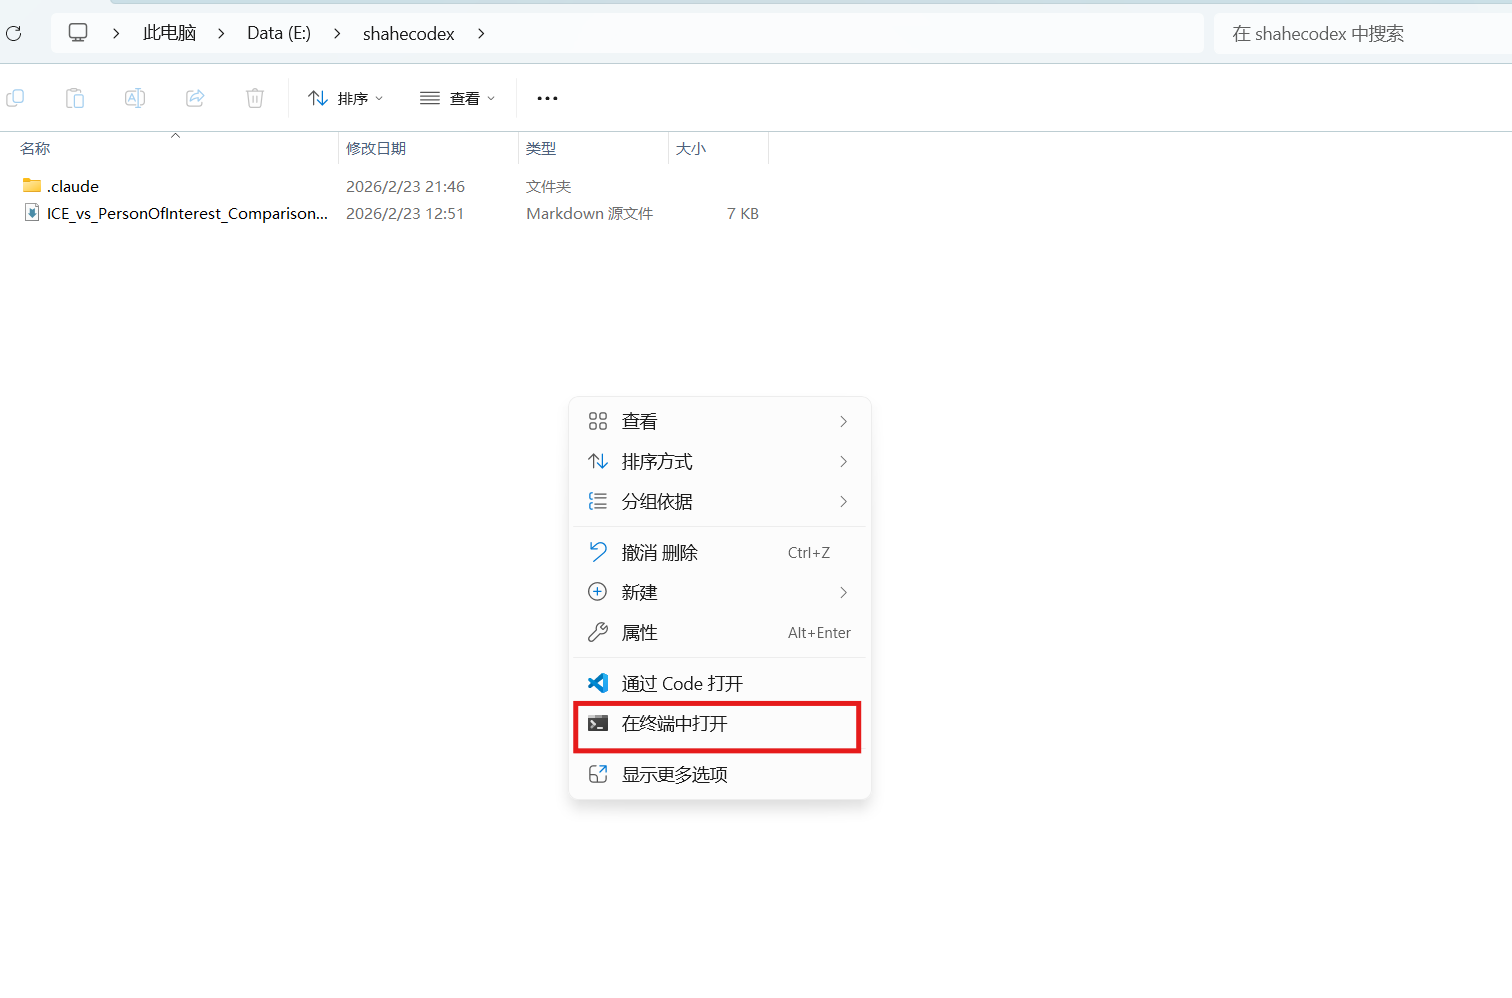 此电脑 > Data (E:) > shahecodex >
在 shahecodex 中搜索
排序 查看
名称 修改日期 类型 大小
.claude 2026/2/23 21:46 文件夹
ICE_vs_PersonOfInterest_Comparison... 2026/2/23 12:51 Markdown 源文件 7 KB
查看
排序方式
分组依据
撤消 删除 Ctrl+Z
新建
属性 Alt+Enter
通过 Code 打开
在终端中打开
显示更多选项